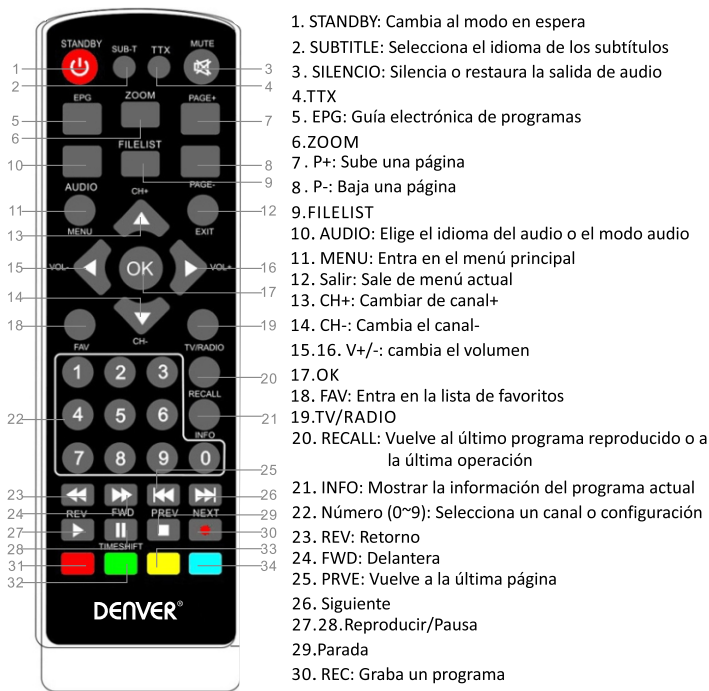 STANDBY
SUB-T
TTX
MUTE
1
2
3
4
EPG
ZOOM
PAGE+
5
6
7
FILELIST
10
8
9
AUDIO
CH+
PAGE-
11
12
MENU
EXIT
13
VOL-
OK
VOL+
15
16
17
14
18
19
FAV
CH-
TV/RADIO
1 2 3
20
RECALL
4 5 6
22
21
INFO
7 8 9 0
25
23
26
24
REV FWD PREV NEXT
29
27
30
28
TIMESHIFT
33
31
34
32
DENVER®
1. STANDBY: Cambia al modo en espera
2. SUBTITLE: Selecciona el idioma de los subtítulos
3. SILENCIO: Silencia o restaura la salida de audio
4.TTX
5. EPG: Guía electrónica de programas
6.ZOOM
7. P+: Sube una página
8. P-: Baja una página
9.FILELIST
10. AUDIO: Elige el idioma del audio o el modo audio
11. MENU: Entra en el menú principal
12. Salir: Sale de menú actual
13. CH+: Cambiar de canal+
14. CH-: Cambia el canal-
15.16. V+/-: cambia el volumen
17.OK
18. FAV: Entra en la lista de favoritos
19.TV/RADIO
20. RECALL: Vuelve al último programa reproducido o a
la última operación
21. INFO: Mostrar la información del programa actual
22. Número (0~9): Selecciona un canal o configuración
23. REV: Retorno
24. FWD: Delantera
25. PRVE: Vuelve a la última página
26. Siguiente
27.28.Reproducir/Pausa
29.Parada
30. REC: Graba un programa